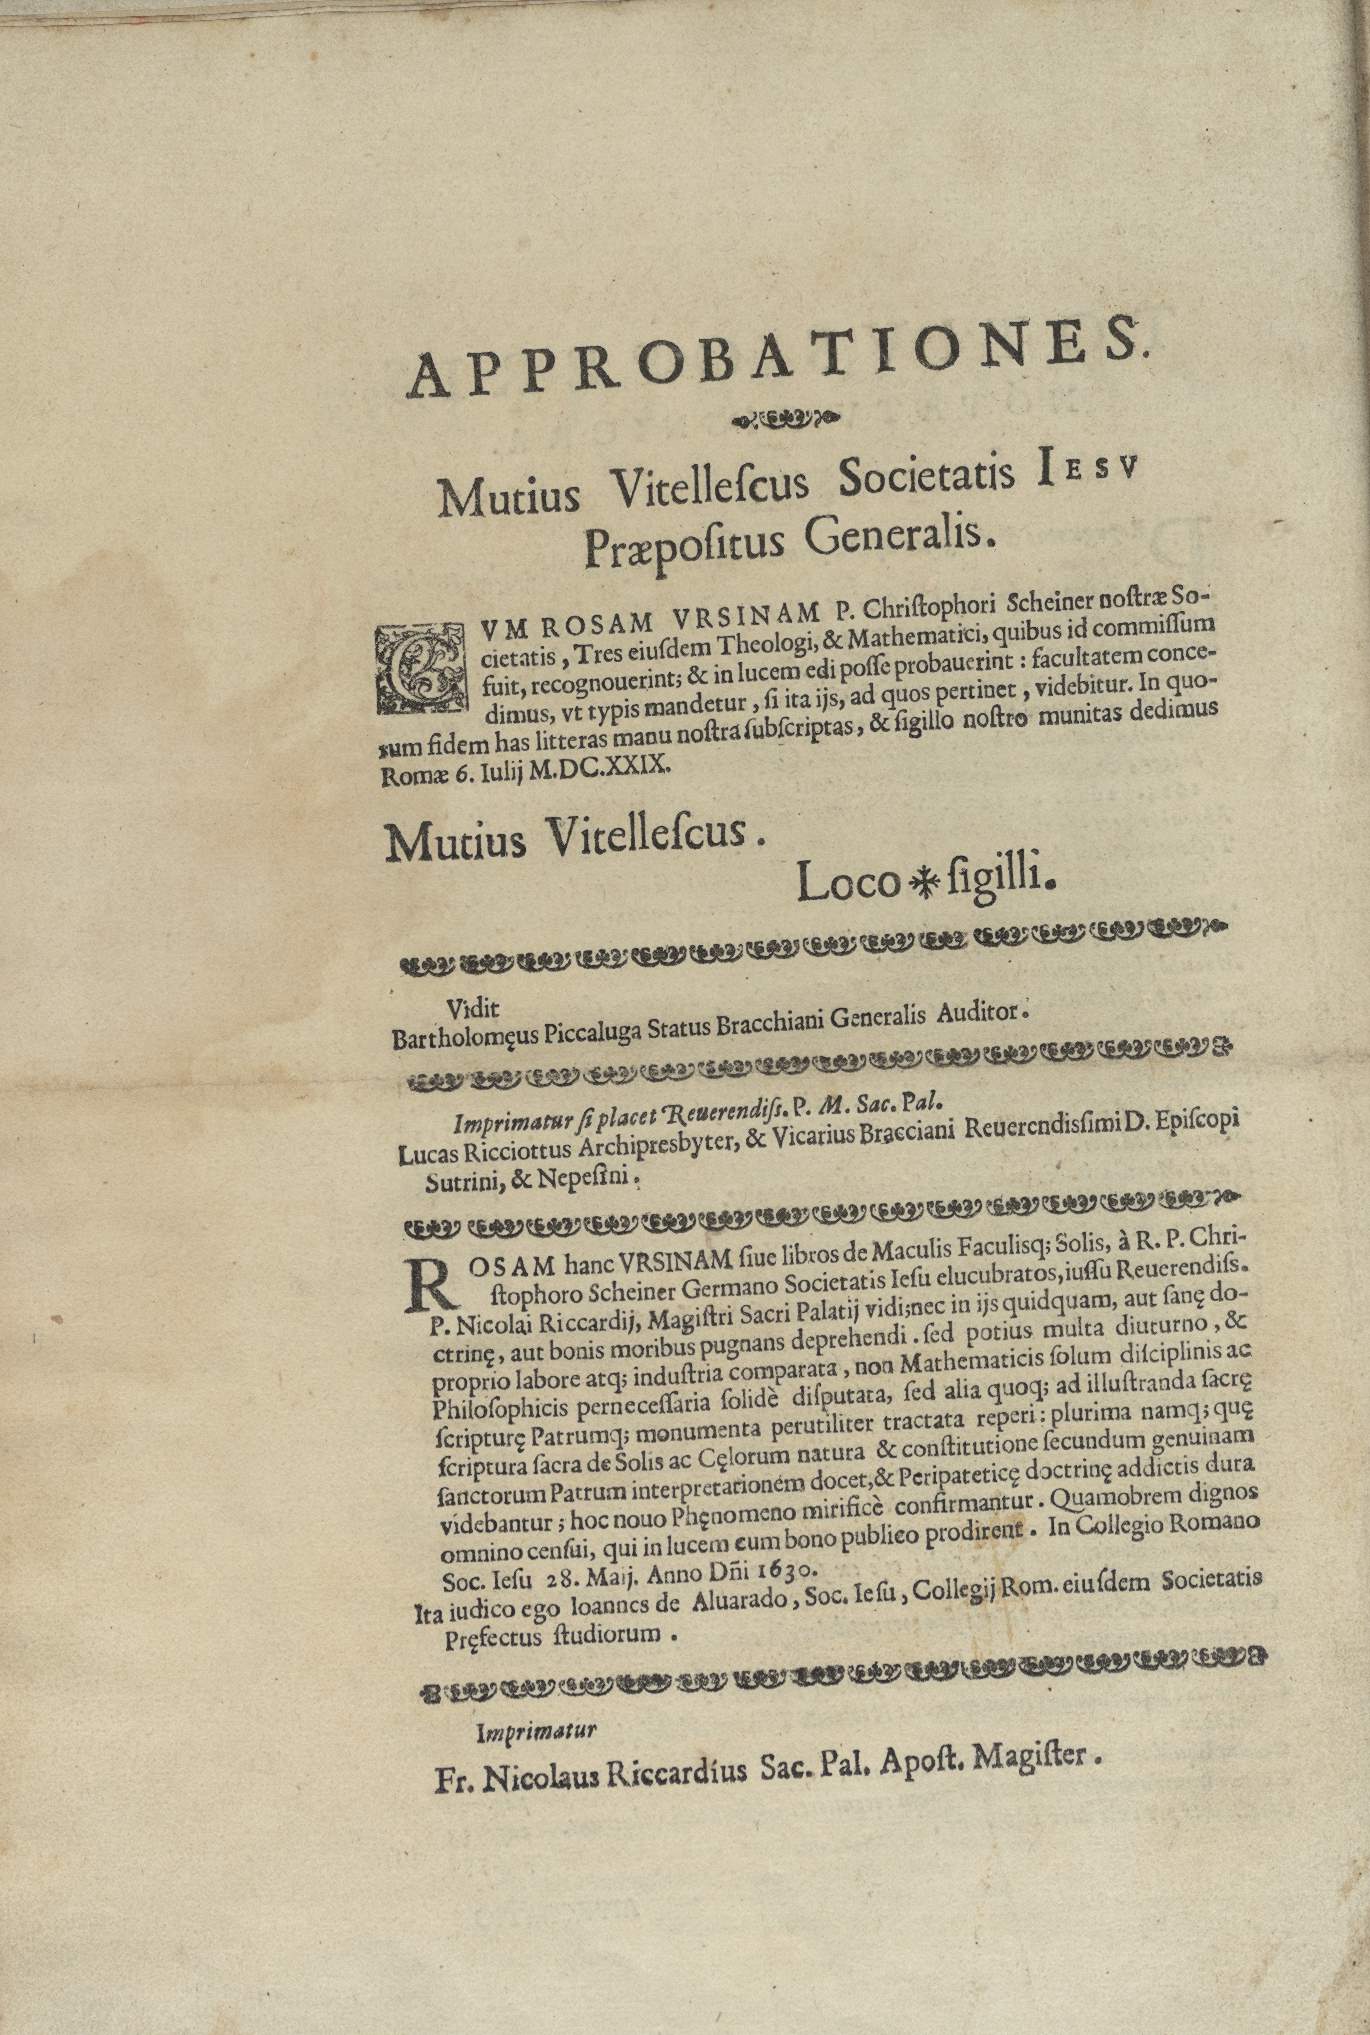 APPROBATIONES.
Mutius Vitelleſcus Societatis IESV
Præpoſitus Generalis.
CVM ROSAM VRSINAM P. Chriſtophori Scheiner noſtræ So-
cietatis, Tres eiuſdem Theologi, & Mathematici, quibus id commiſſum
fuit, recognouerint; & in lucem edi poſſe probauerint: facultatem conce-
dimus, vt typis mandetur, ſi ita ijs, ad quos pertinet, videbitur. In quo-
rum fidem has litteras manu noſtra ſubſcriptas, & ſigillo noſtro munitas dedimus
Romæ 6. Iulij M.DC.XXIX.
Mutius Vitelleſcus.
Loco ✱ ſigilli.
Vidit
Bartholomęus Piccaluga Status Bracchiani Generalis Auditor.
Imprimatur ſi placet Reuerendiſs. P. M. Sac. Pal.
Lucas Ricciottus Archipresbyter, & Vicarius Bracciani Reuerendisſimi D. Epiſcopi
Sutrini, & Nepeſini.
ROSAM hanc VRSINAM ſiue libros de Maculis Faculisq; Solis, à R. P. Chri-
ſtophoro Scheiner Germano Societatis Ieſu elucubratos, iuſſu Reuerendiſs.
P. Nicolai Riccardij, Magiſtri Sacri Palatij vidi; nec in ijs quidquam, aut ſanę do-
ctrinę, aut bonis moribus pugnans deprehendi. ſed potius multa diuturno, &
proprio labore atq; induſtria comparata, non Mathematicis ſolum diſciplinis ac
Philoſophicis perneceſſaria ſolidè diſputata, ſed alia quoq; ad illuſtranda ſacrę
ſcripturę Patrumq; monumenta perutiliter tractata reperi: plurima namq; quę
ſcriptura ſacra de Solis ac Cęlorum natura & conſtitutione ſecundum genuinam
ſanctorum Patrum interpretationem docet, & Peripateticę doctrinę addictis dura
videbantur; hoc nouo Phęnomeno mirificè confirmantur. Quamobrem dignos
omnino cenſui, qui in lucem cum bono publico prodirent. In Collegio Romano
Soc. Ieſu 28. Maij. Anno Dñi 1630.
Ita iudico ego Ioannes de Aluarado, Soc. Ieſu, Collegij Rom. eiuſdem Societatis
Pręfectus ſtudiorum.
Imprimatur
Fr. Nicolaus Riccardius Sac. Pal. Apoſt. Magiſter.